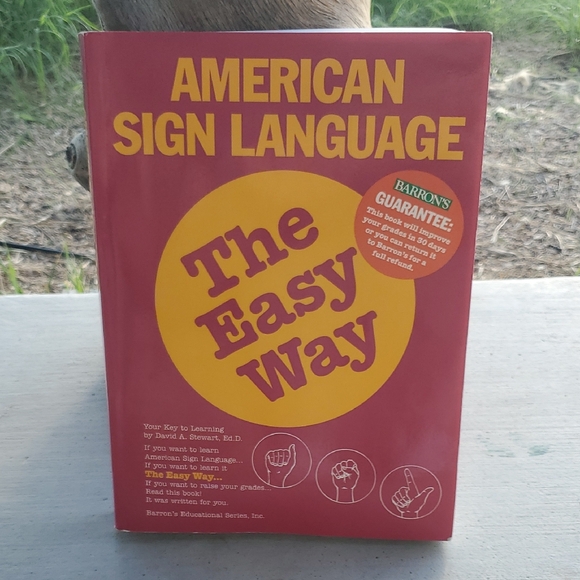 AMERICAN
SIGN LANGUAGE
The
Easy
Way
BARRON'S
GUARANTEE:
This book will improve
your grades in 30 days
or you can return it
to Barron's for a
full refund.
Your Key to Learning
by David A. Stewart, Ed.D.
If you want to learn
American Sign Language...
If you want to learn it
The Easy Way...
If you want to raise your grades...
Read this book!
It was written for you.
Barron's Educational Series, Inc.